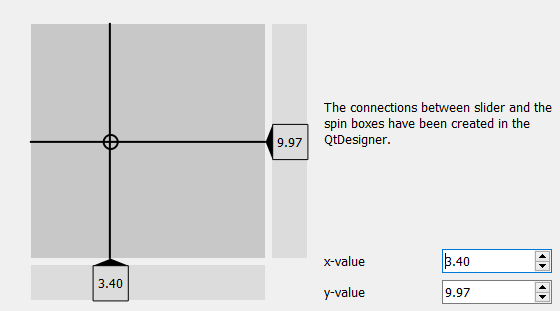 The connections between slider and the
spin boxes have been created in the
QtDesigner.
9.97
3.40
x-value 3.40
y-value 9.97